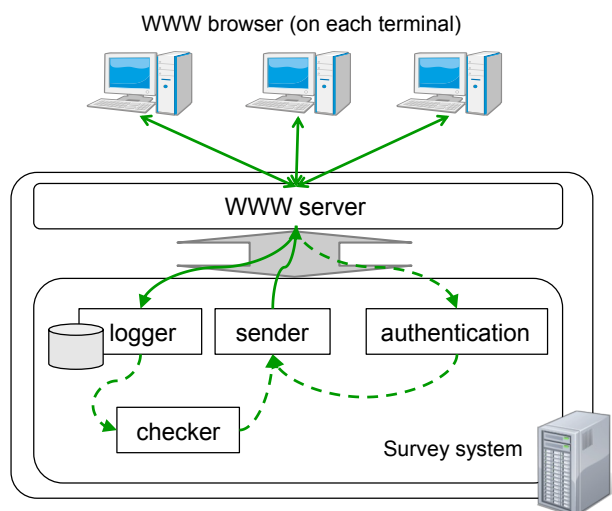 WWW browser (on each terminal)
WWW server
logger
sender
authentication
checker
Survey system